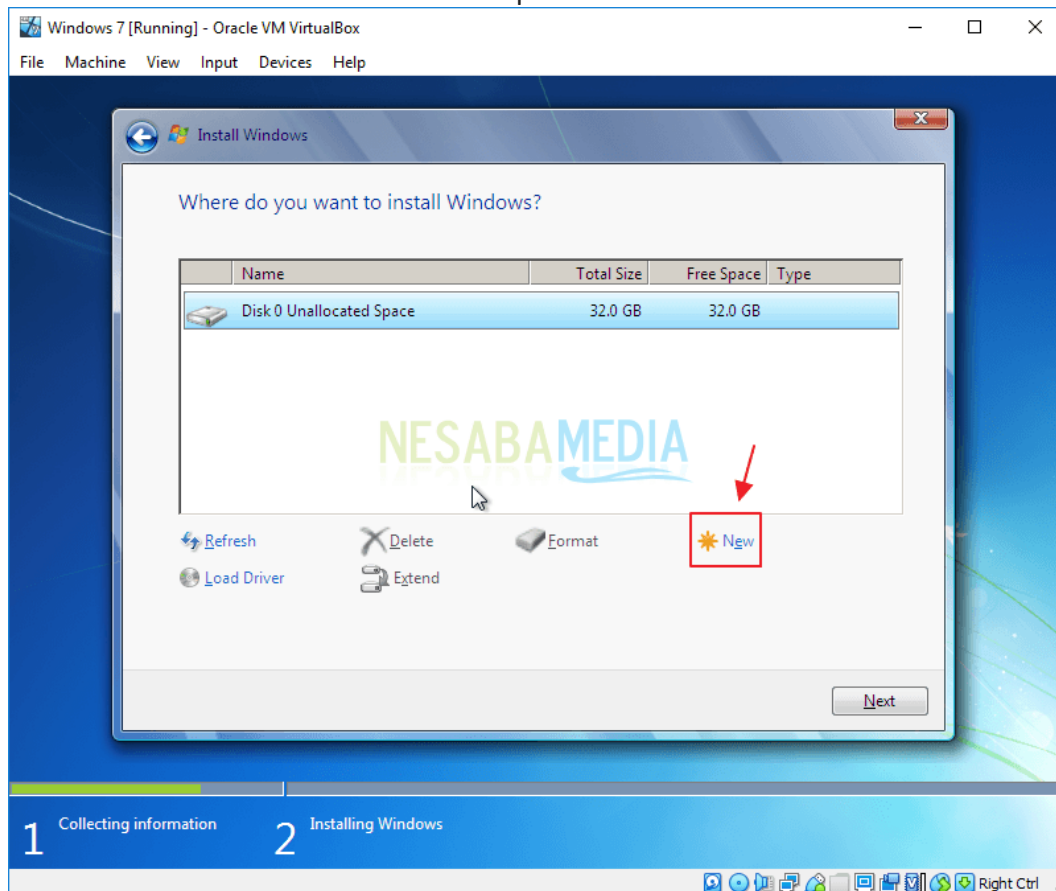 Windows 7 [Running] - Oracle VM VirtualBox
File Machine View Input Devices Help
Install Windows
Where do you want to install Windows?
Name Total Size Free Space Type
Disk 0 Unallocated Space 32.0 GB 32.0 GB
NESABAMEDIA
Refresh Delete Format New
Load Driver Extend
Next
1 Collecting information 2 Installing Windows
Right Ctrl